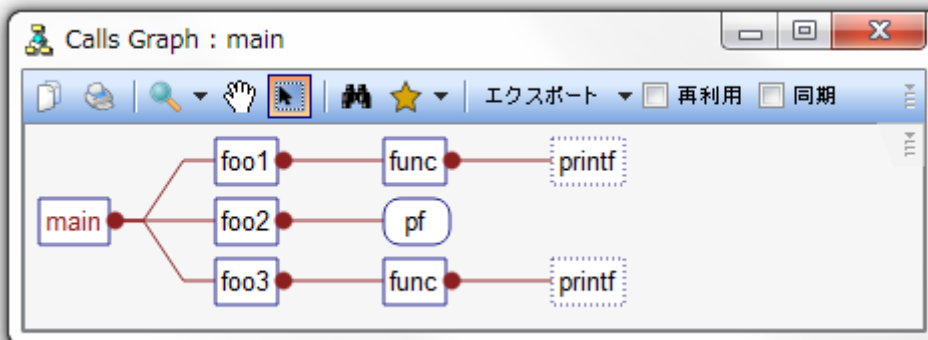 Calls Graph : main
エクスポート 再利用 同期
foo1 func printf
main foo2 pf
foo3 func printf